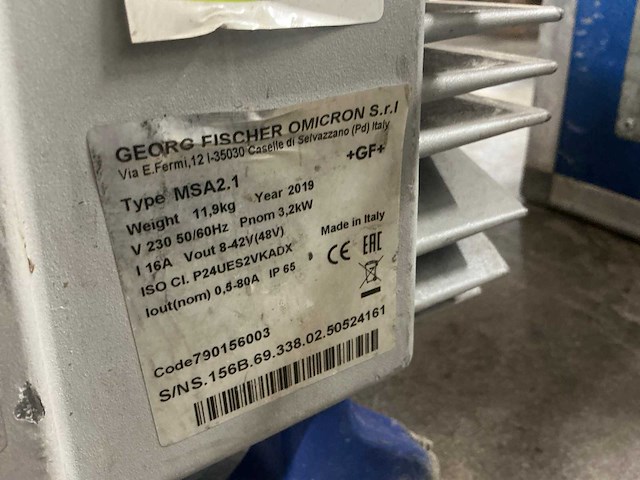 GEORG FISCHER OMICRON S.r.l
Via E.Fermi,12 I-35030 Caselle di Selvazzano (Pd) Italy
+GF+
Type MSA2.1
Weight 11,9kg Year 2019
V 230 50/60Hz Pnom 3,2kW
I 16A Vout 8-42V(48V)
ISO Cl. P24UES2VKADX
Iout(nom) 0,5-80A IP 65
Made in Italy
CE EAC
Code790156003
S/NS.156B.69.338.02.50524161